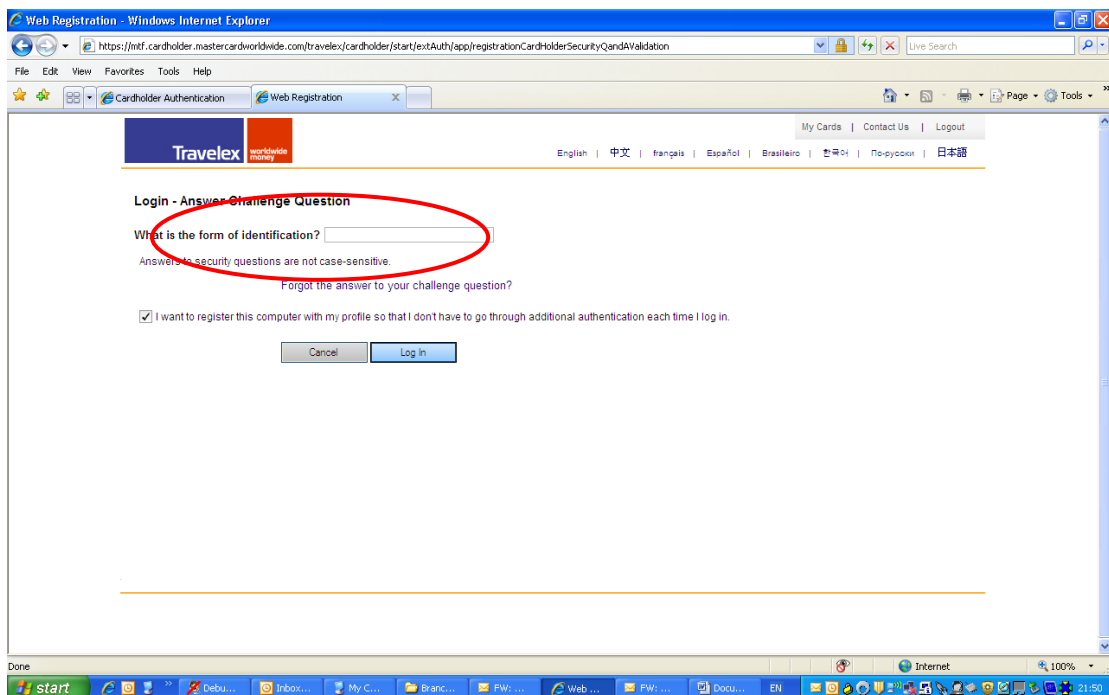 Web Registration - Windows Internet Explorer
https://mtf.cardholder.mastercardworldwide.com/travelex/cardholder/start/extAuth/app/registrationCardHolderSecurityQandAValidation
Live Search
File Edit View Favorites Tools Help
Cardholder Authentication
Web Registration
Page
Tools
My Cards | Contact Us | Logout
Travelex worldwide money
English | 中文 | français | Español | Brasileiro | 한국어 | По-русски | 日本語
Login - Answer Challenge Question
What is the form of identification?
Answers to security questions are not case-sensitive.
Forgot the answer to your challenge question?
I want to register this computer with my profile so that I don't have to go through additional authentication each time I log in.
Cancel
Log In
Done
Internet
100%
start
Debu...
Inbox...
My C...
Branc...
FW: ...
Web ...
FW: ...
Docu...
EN
21:50